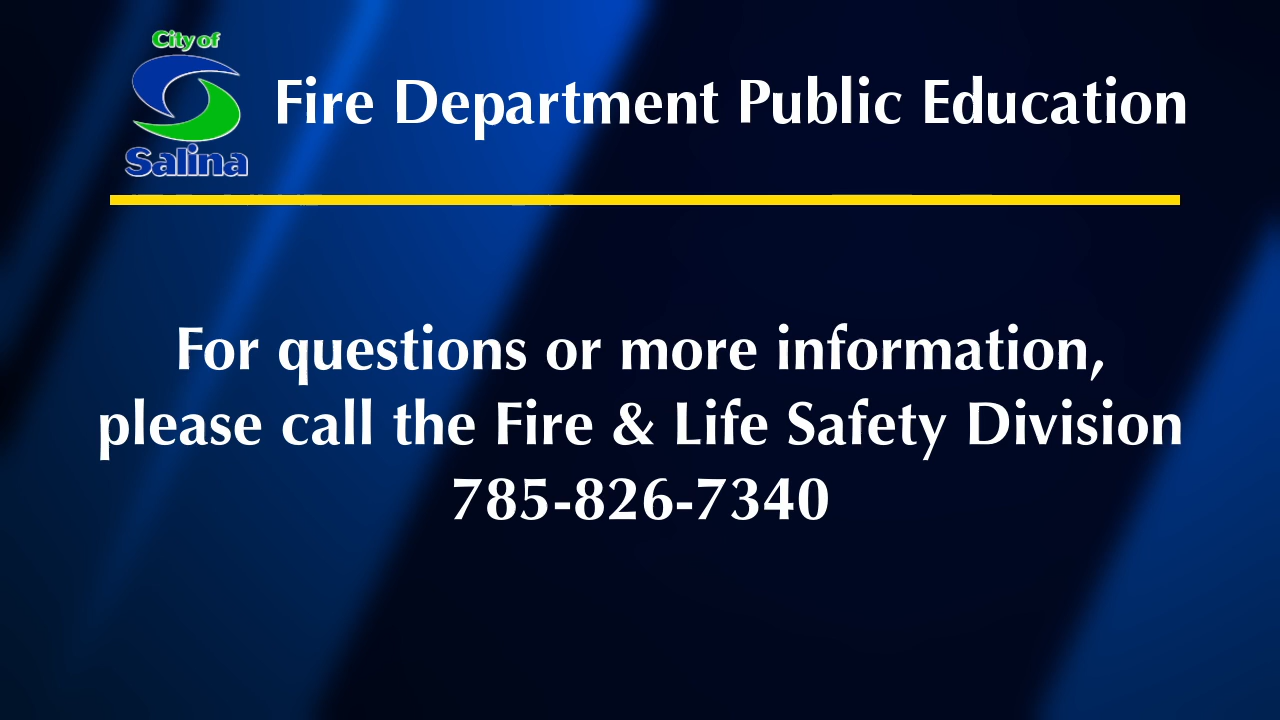 City of
Salina
Fire Department Public Education
For questions or more information,
please call the Fire & Life Safety Division
785-826-7340